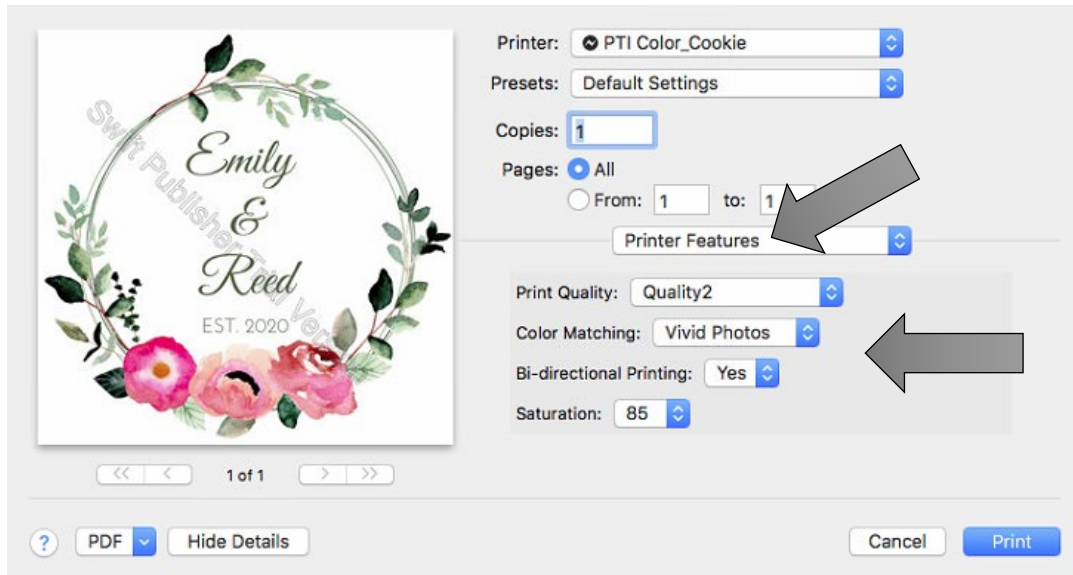 Emily
&
Reed
EST. 2020
Swift Publisher Trial Version
1 of 1
Printer: PTI Color_Cookie
Presets: Default Settings
Copies: 1
Pages: All
From: 1 to: 1
Printer Features
Print Quality: Quality2
Color Matching: Vivid Photos
Bi-directional Printing: Yes
Saturation: 85
? PDF Hide Details Cancel Print